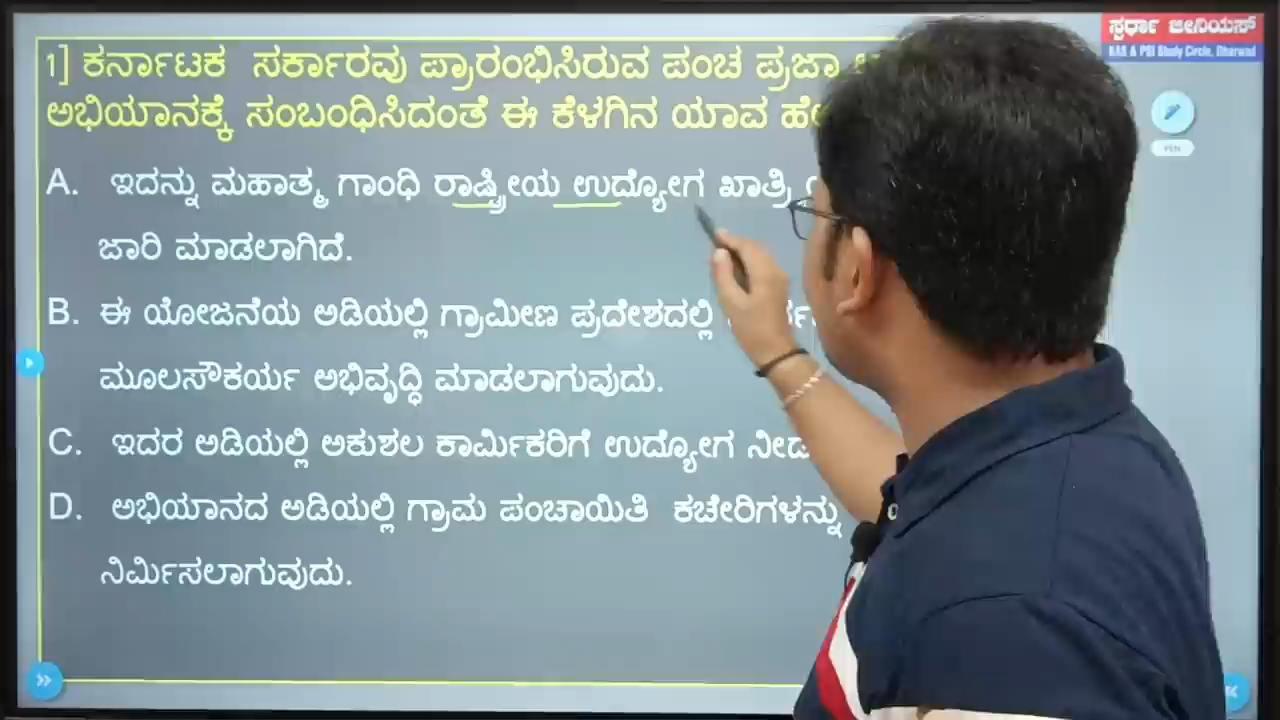 ಸ್ಪರ್ಧಾ ಜೀನಿಯಸ್
KAS & PSI Study Circle, Dharwad
1] ಕರ್ನಾಟಕ ಸರ್ಕಾರವು ಪ್ರಾರಂಭಿಸಿರುವ ಪಂಚ ಪ್ರಜಾ
ಅಭಿಯಾನಕ್ಕೆ ಸಂಬಂಧಿಸಿದಂತೆ ಈ ಕೆಳಗಿನ ಯಾವ
PEN
A. ಇದನ್ನು ಮಹಾತ್ಮ ಗಾಂಧಿ ರಾಷ್ಟ್ರೀಯ ಉದ್ಯೋಗ ಖಾತ್ರಿ
ಜಾರಿ ಮಾಡಲಾಗಿದೆ.
B. ಈ ಯೋಜನೆಯ ಅಡಿಯಲ್ಲಿ ಗ್ರಾಮೀಣ ಪ್ರದೇಶದಲ್ಲಿ
ಮೂಲಸೌಕರ್ಯ ಅಭಿವೃದ್ಧಿ ಮಾಡಲಾಗುವುದು.
C. ಇದರ ಅಡಿಯಲ್ಲಿ ಅಕುಶಲ ಕಾರ್ಮಿಕರಿಗೆ ಉದ್ಯೋಗ
D. ಅಭಿಯಾನದ ಅಡಿಯಲ್ಲಿ ಗ್ರಾಮ ಪಂಚಾಯಿತಿ ಕಚೇರಿಗಳನ್ನು
ನಿರ್ಮಿಸಲಾಗುವುದು.